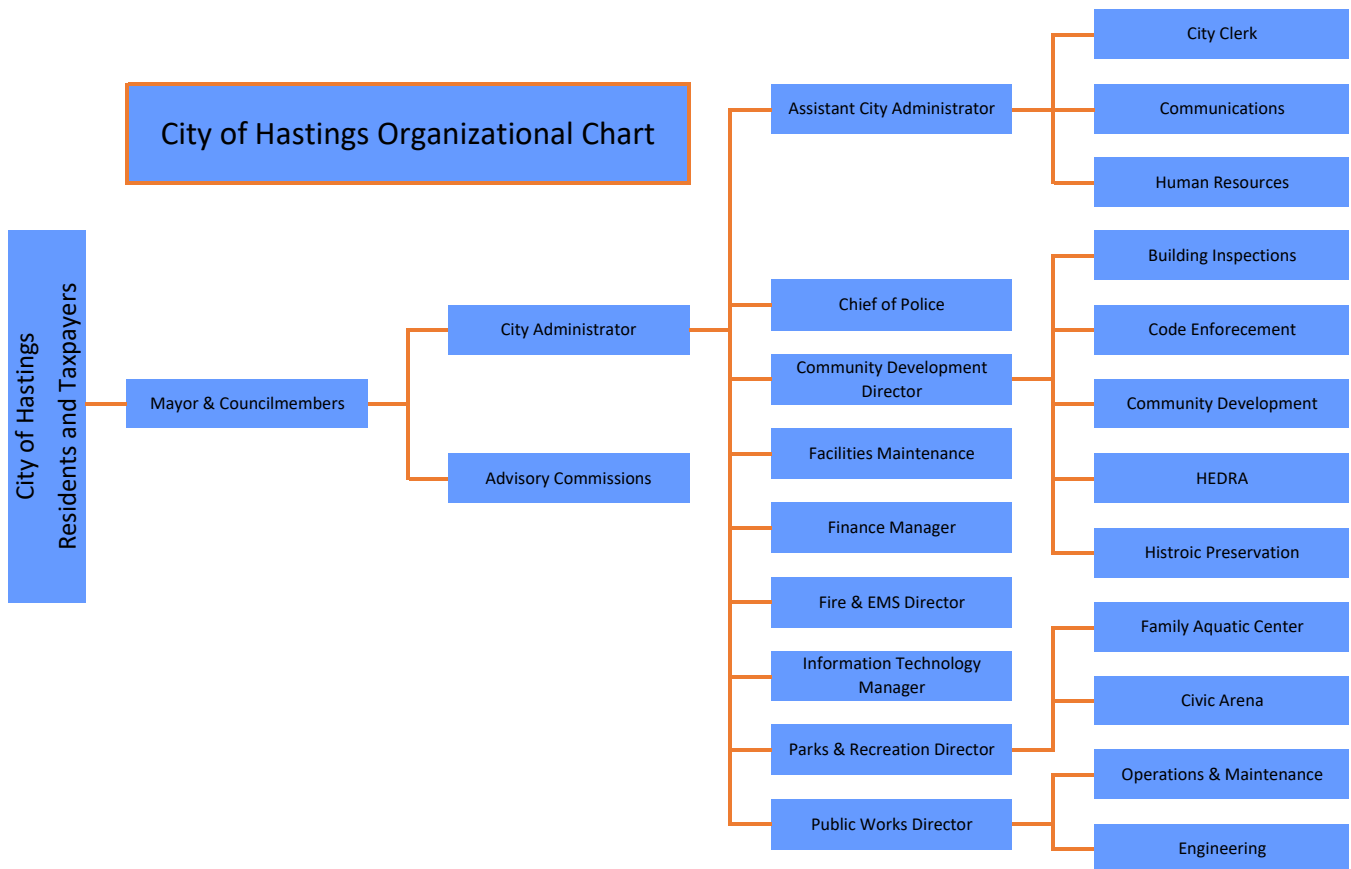 City of Hastings Organizational Chart
City of Hastings
Residents and Taxpayers
Mayor & Councilmembers
City Administrator
Advisory Commissions
Assistant City Administrator
City Clerk
Communications
Human Resources
Chief of Police
Community Development
Director
Building Inspections
Code Enforecement
Community Development
HEDRA
Histroic Preservation
Facilities Maintenance
Finance Manager
Fire & EMS Director
Information Technology
Manager
Parks & Recreation Director
Family Aquatic Center
Civic Arena
Public Works Director
Operations & Maintenance
Engineering